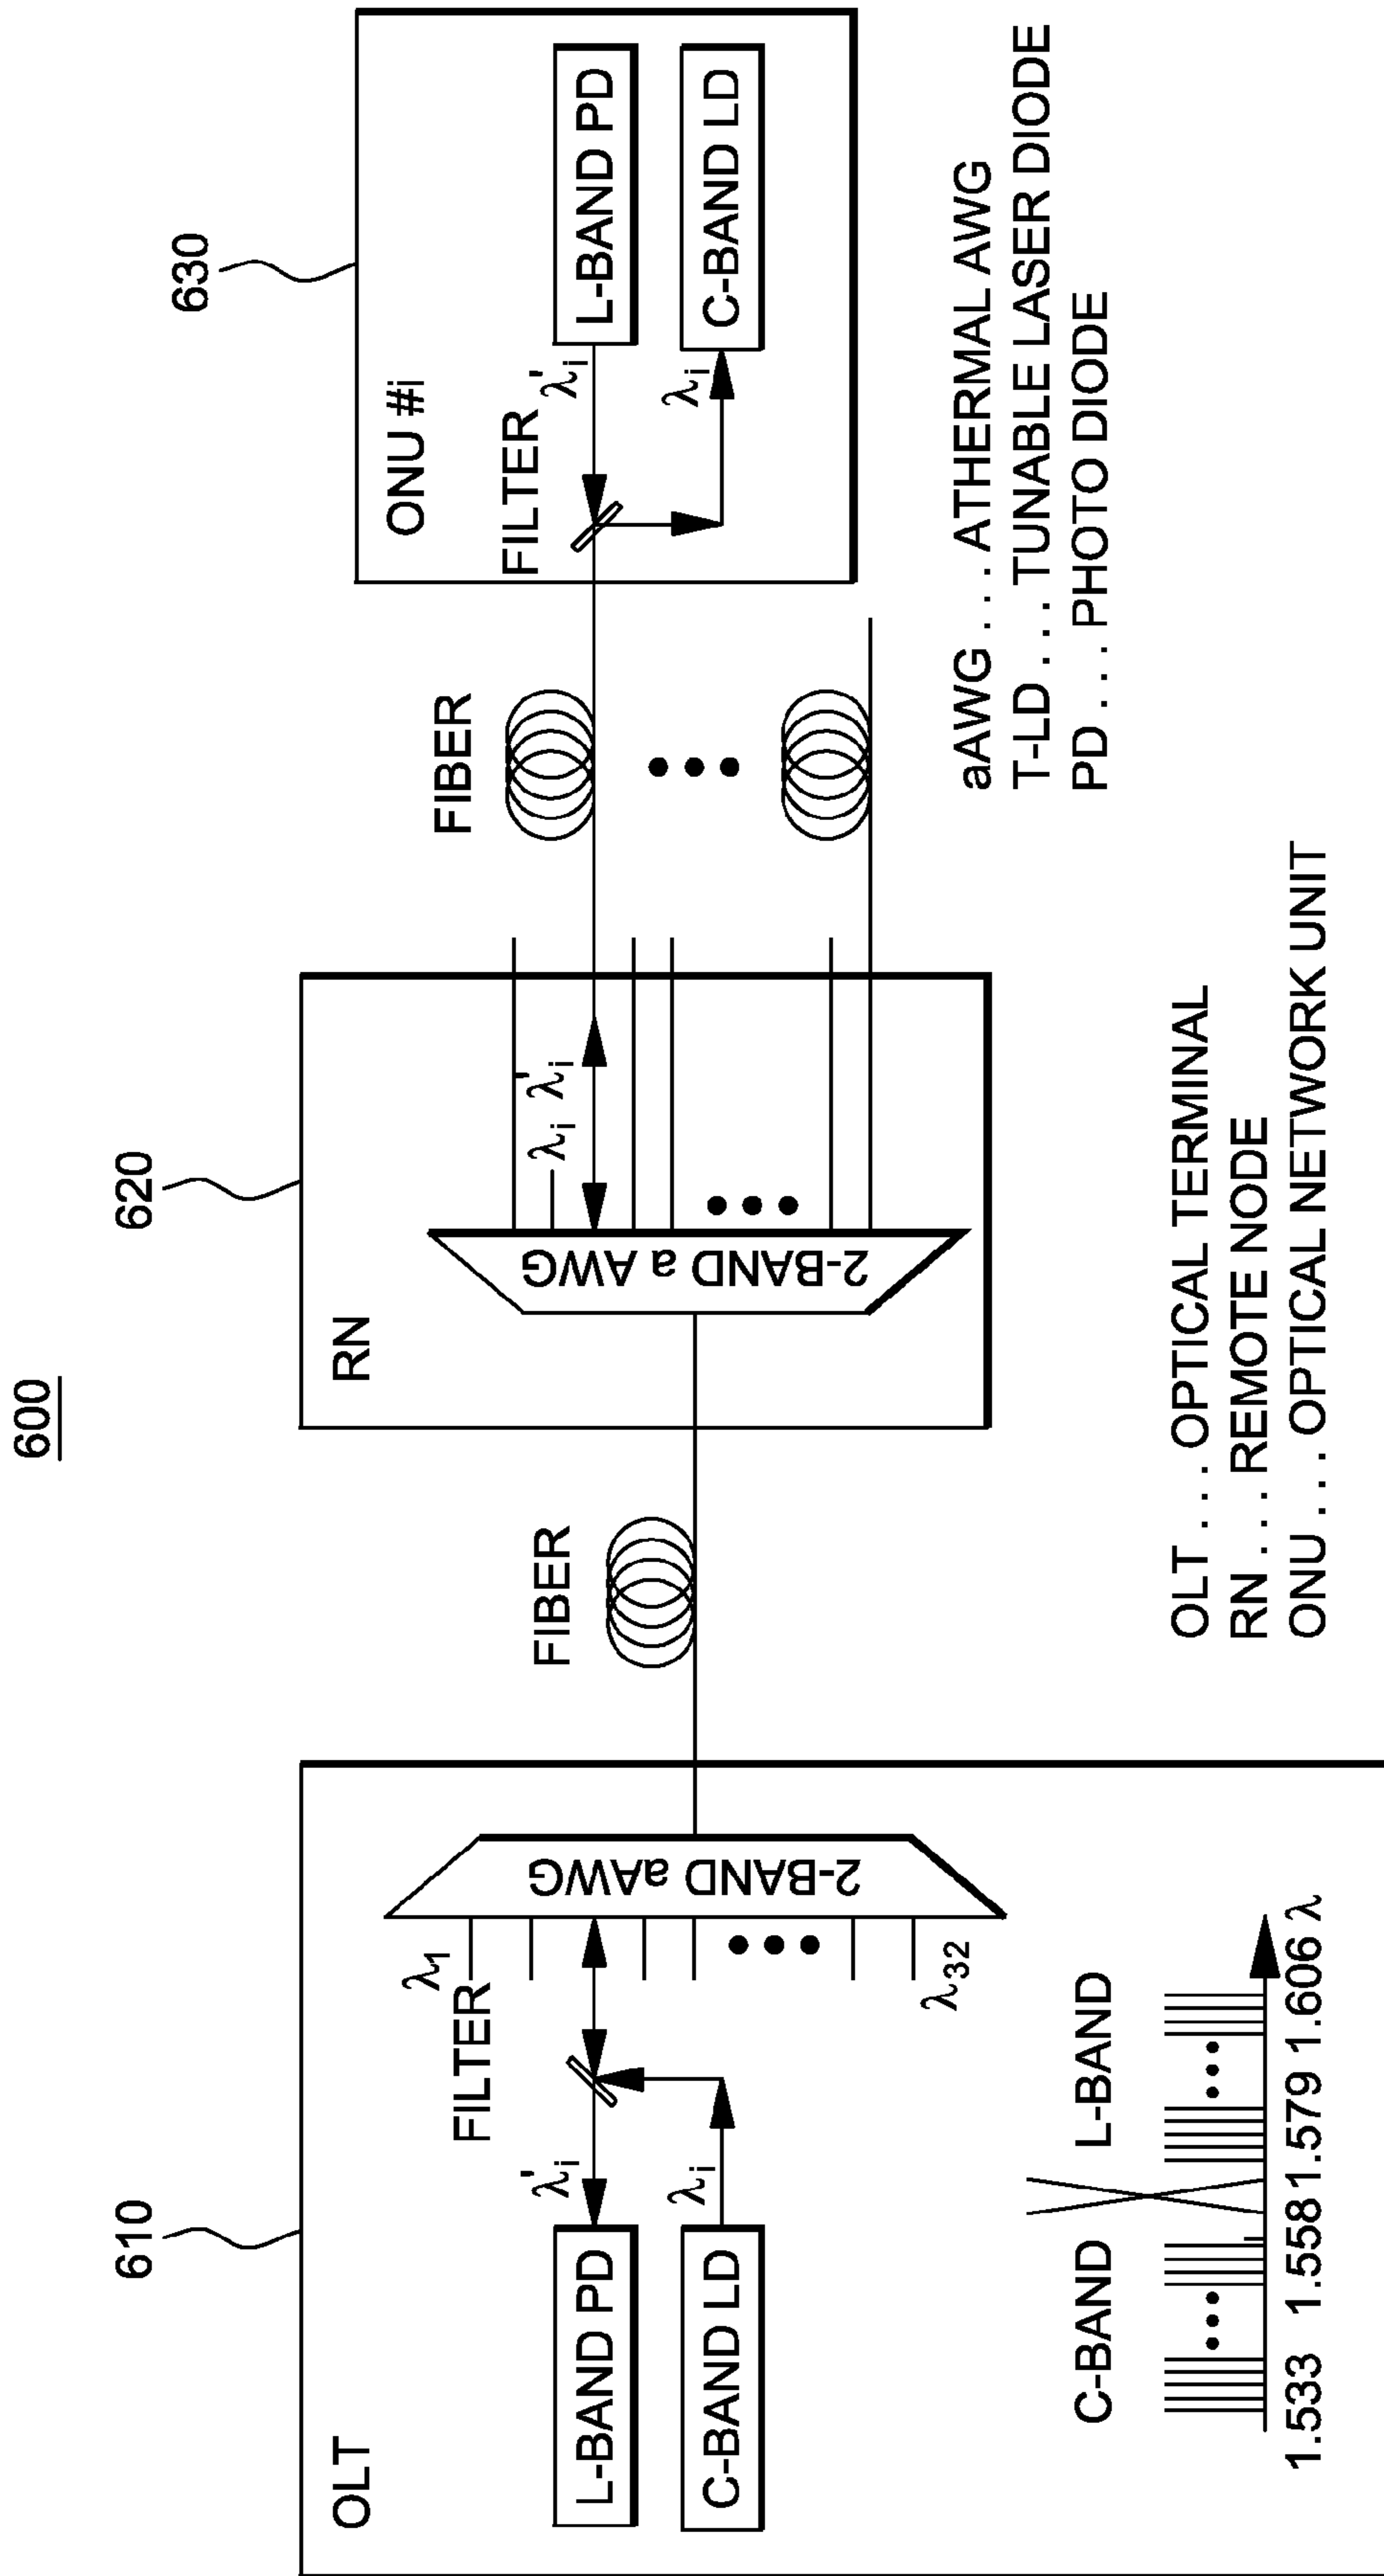 600
610
620
630
OLT
FILTER
L-BAND PD
C-BAND LD
λ'i
λi
λ1
λ32
2-BAND aAWG
C-BAND L-BAND
1.533 1.558 1.579 1.606 λ
FIBER
RN
2-BAND a AWG
λi λ'i
FIBER
ONU #i
FILTER
λ'i
λi
L-BAND PD
C-BAND LD
OLT . . . OPTICAL TERMINAL
RN . . . REMOTE NODE
ONU . . . OPTICAL NETWORK UNIT
aAWG . . . ATHERMAL AWG
T-LD . . . TUNABLE LASER DIODE
PD . . . PHOTO DIODE